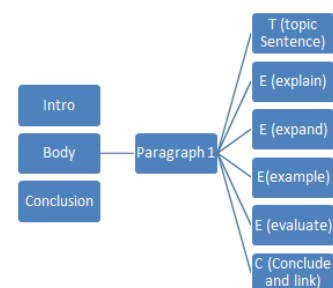 Intro
Body
Conclusion
Paragraph 1
T (topic
Sentence)
E (explain)
E (expand)
E(example)
E (evaluate)
C (Conclude
and link)